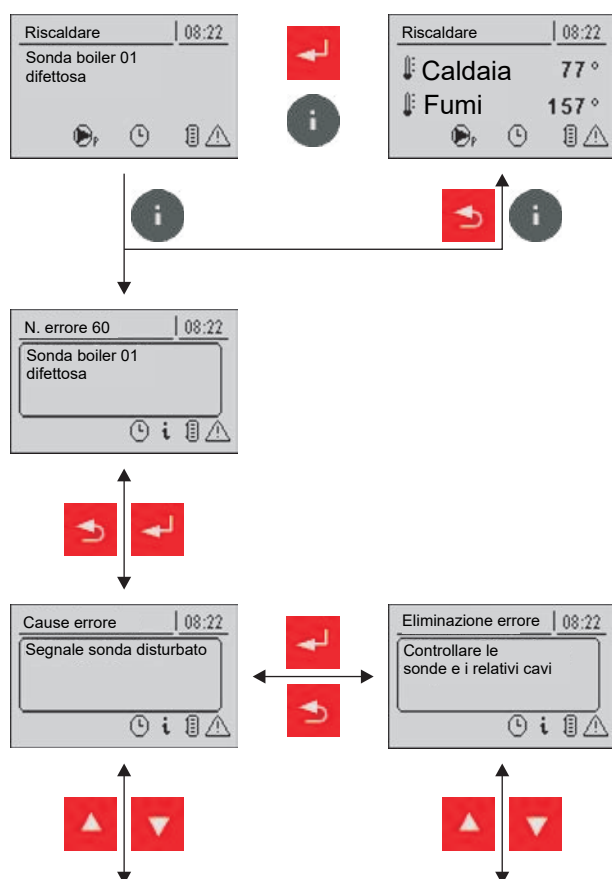 Riscaldare 08:22
Sonda boiler 01
difettosa
P
i
Riscaldare 08:22
Caldaia 77 °
Fumi 157 °
P
i
i
N. errore 60 08:22
Sonda boiler 01
difettosa
i
Cause errore 08:22
Segnale sonda disturbato
i
Eliminazione errore 08:22
Controllare le
sonde e i relativi cavi
i